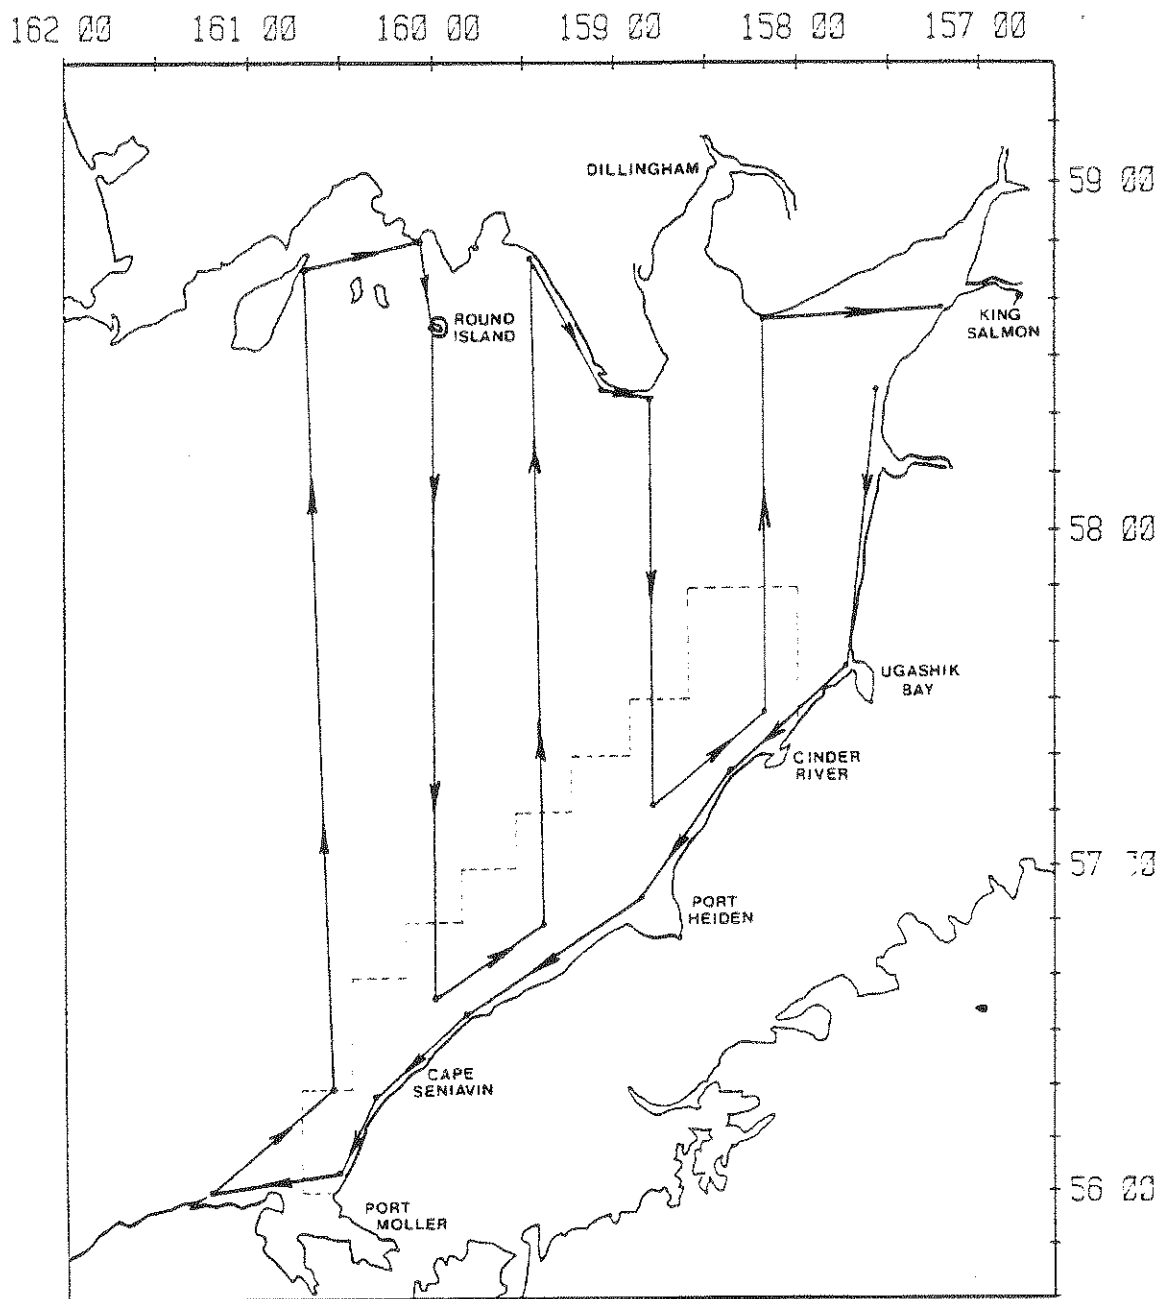 162 00 161 00 160 00 159 00 158 00 157 00
DILLINGHAM
59 00
ROUND
ISLAND
KING
SALMON
58 00
UGASHIK
BAY
CINDER
RIVER
57 00
PORT
HEIDEN
CAPE
SENIAVIN
56 00
PORT
MOLLER